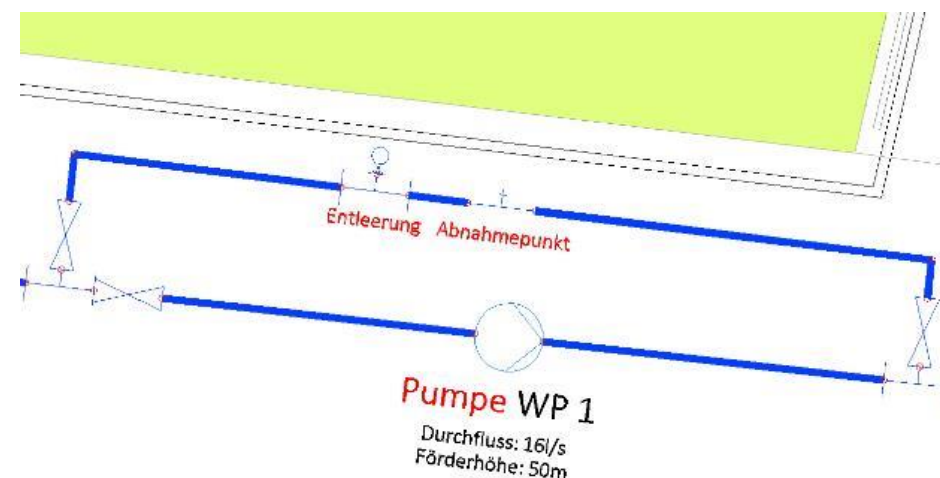 Entleerung Abnahmepunkt
Pumpe WP 1
Durchfluss: 16l/s
Förderhöhe: 50m